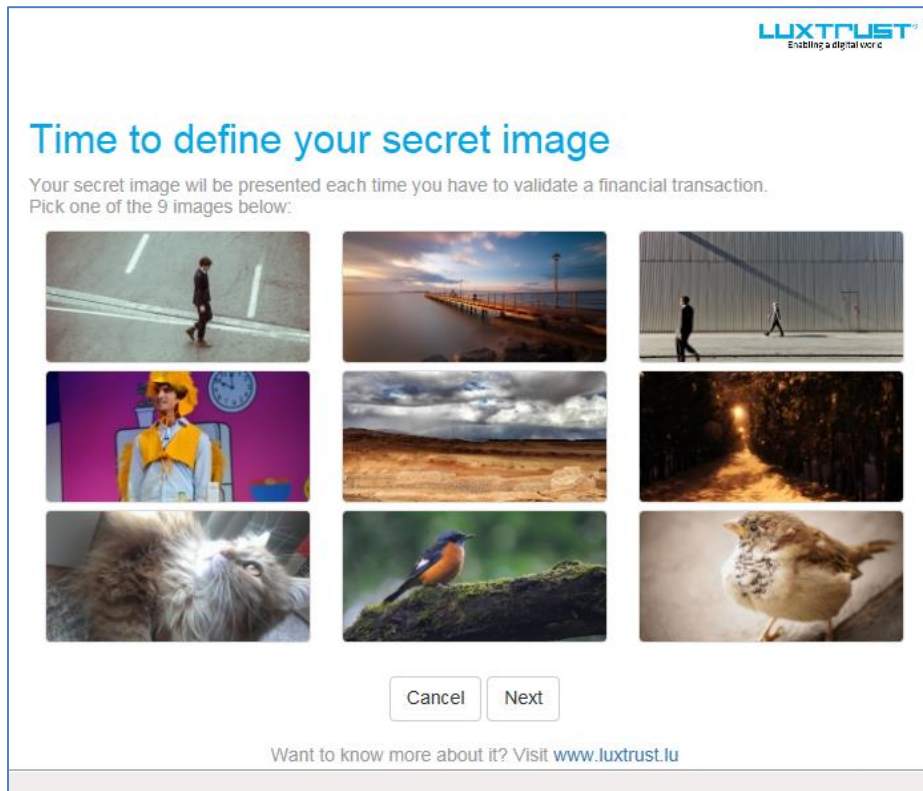 LUXTRUST
Enabling a digital world
Time to define your secret image
Your secret image wil be presented each time you have to validate a financial transaction.
Pick one of the 9 images below:
Cancel Next
Want to know more about it? Visit www.luxtrust.lu